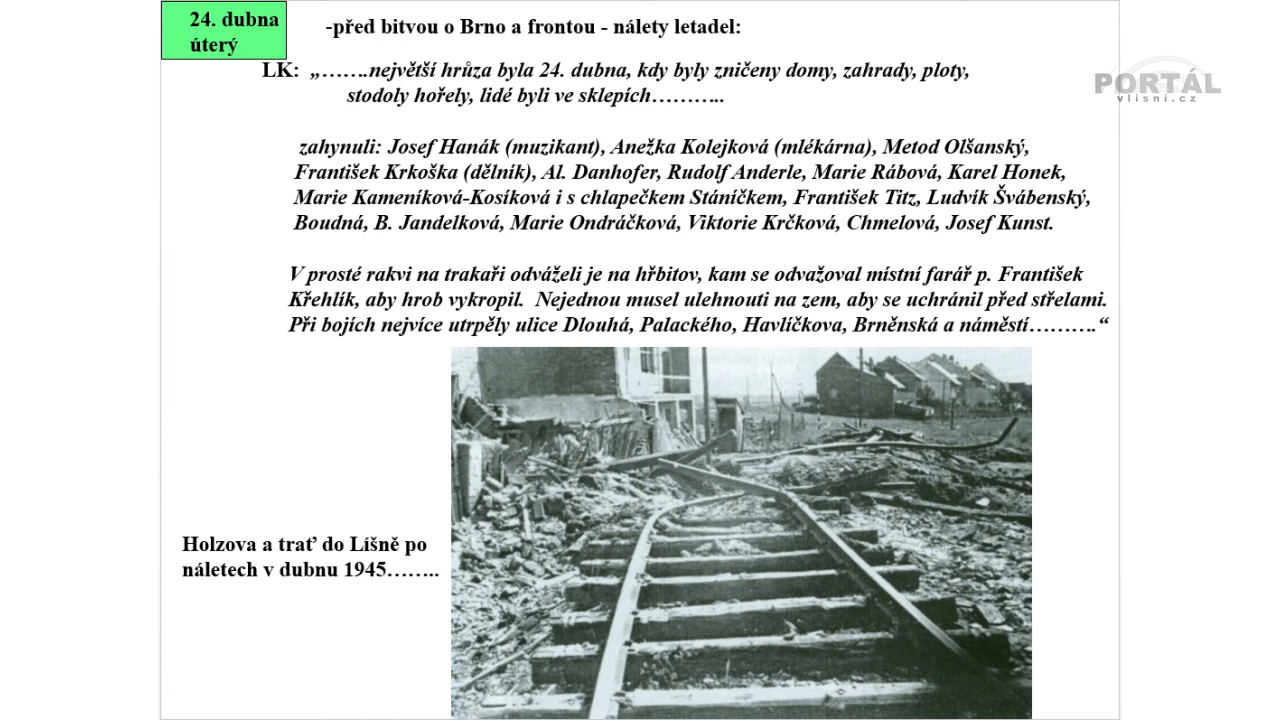 24. dubna
úterý
-před bitvou o Brno a frontou - nálety letadel:
LK: „…….největší hrůza byla 24. dubna, kdy byly zničeny domy, zahrady, ploty,
stodoly hořely, lidé byli ve sklepích………..
PORTÁL
vlisni.cz
zahynuli: Josef Hanák (muzikant), Anežka Kolejková (mlékárna), Metod Olšanský,
František Krkoška (dělník), Al. Danhofer, Rudolf Anderle, Marie Rábová, Karel Honek,
Marie Kameníková-Kosíková i s chlapečkem Stáníčkem, František Titz, Ludvík Švábenský,
Boudná, B. Jandelková, Marie Ondráčková, Viktorie Krčková, Chmelová, Josef Kunst.
V prosté rakvi na trakaři odváželi je na hřbitov, kam se odvažoval místní farář p. František
Křehlík, aby hrob vykropil. Nejednou musel ulehnouti na zem, aby se uchránil před střelami.
Při bojích nejvíce utrpěly ulice Dlouhá, Palackého, Havlíčkova, Brněnská a náměstí……….“
Holzova a trať do Líšně po
náletech v dubnu 1945……..